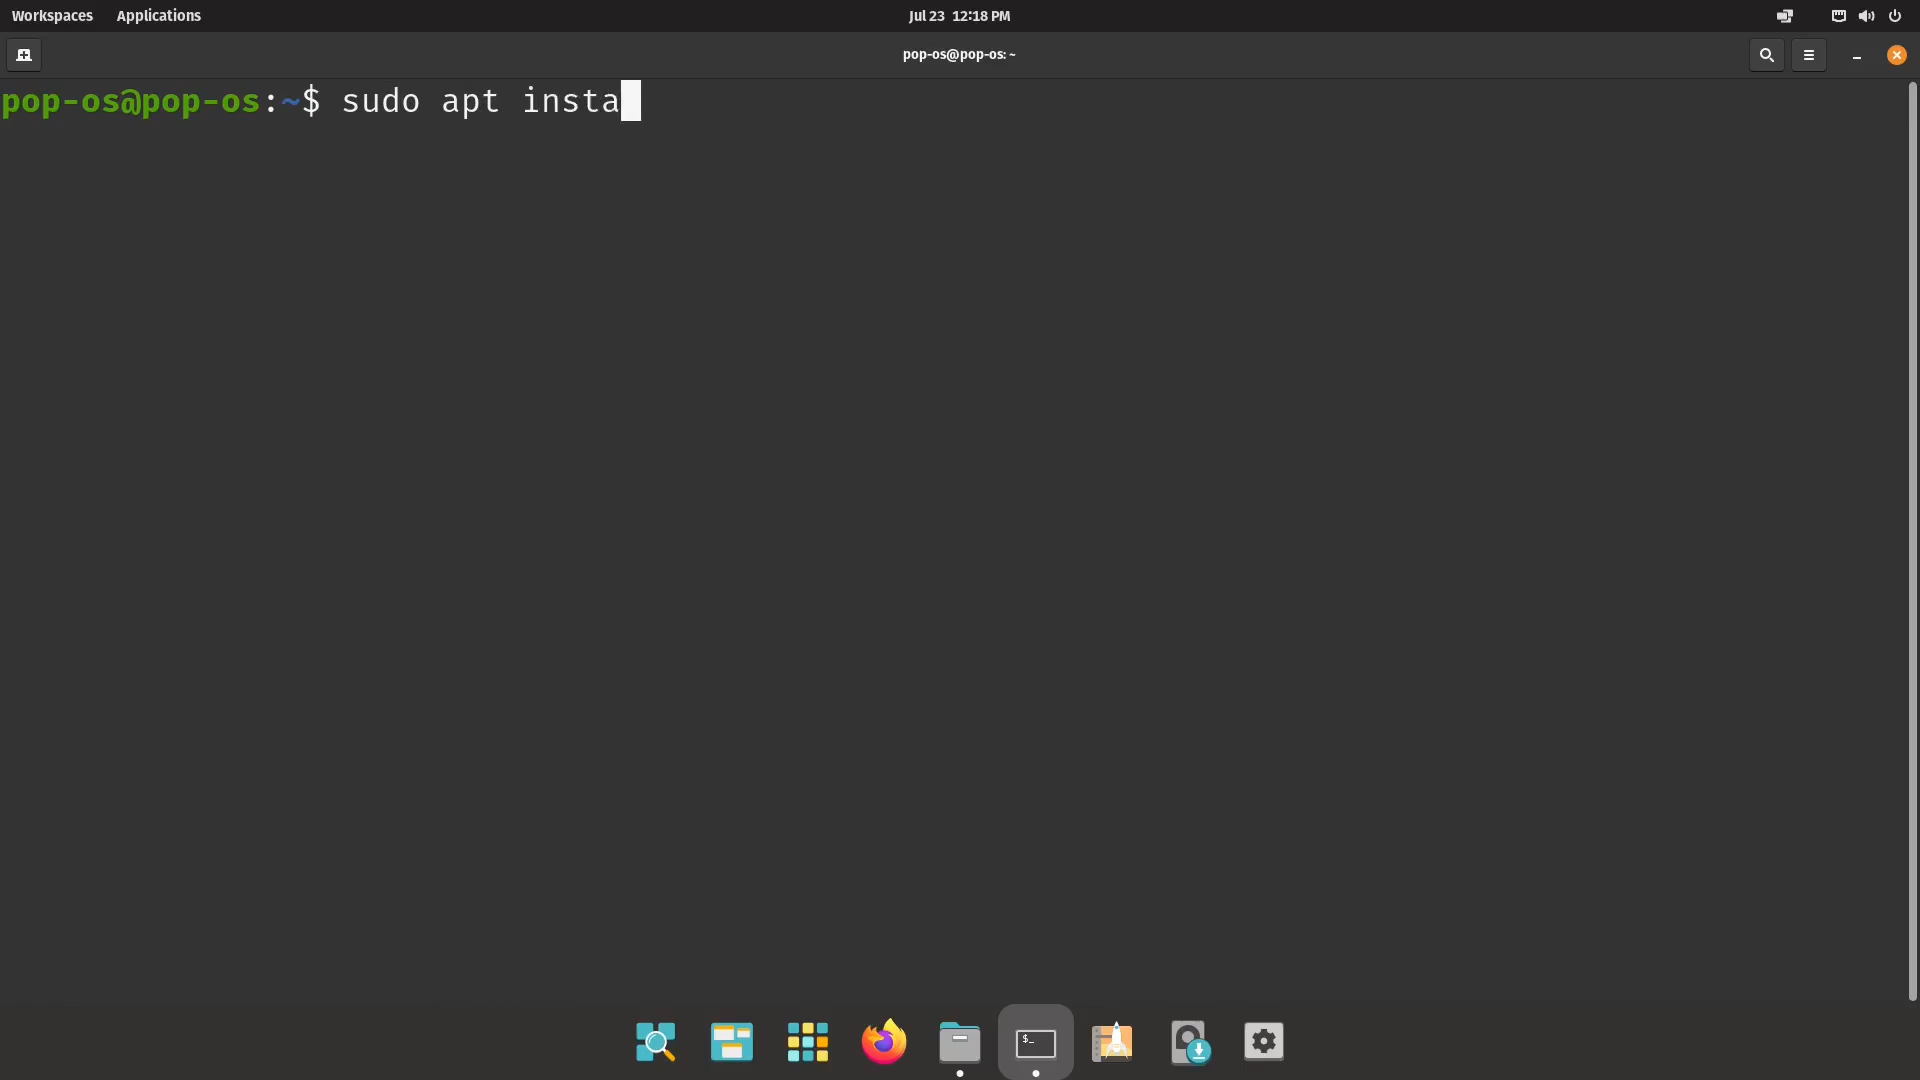 Workspaces Applications Jul 23 12:18 PM
pop-os@pop-os: ~
pop-os@pop-os:~$ sudo apt insta
$_